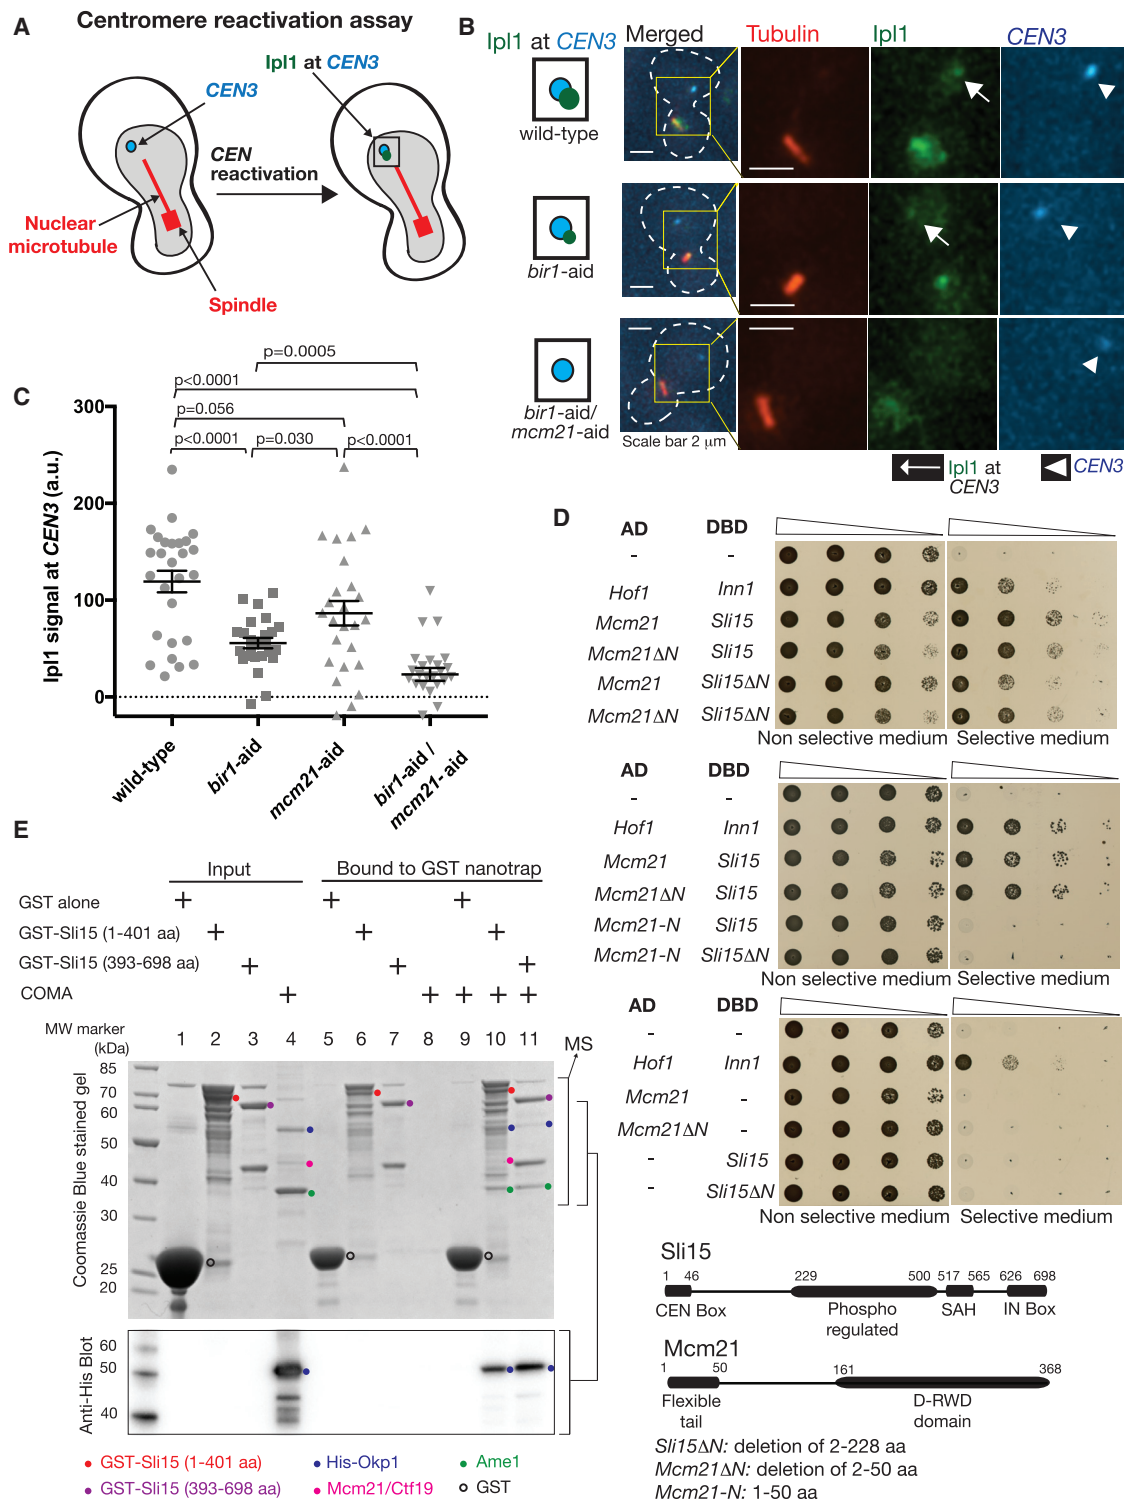 A
Centromere reactivation assay
Ipl1 at CEN3
CEN3
CEN
reactivation
Nuclear
microtubule
Spindle
B
Ipl1 at CEN3
Merged
Tubulin
Ipl1
CEN3
wild-type
bir1-aid
bir1-aid/
mcm21-aid
Scale bar 2 μm
Ipl1 at
CEN3
CEN3
C
p=0.0005
p<0.0001
p=0.056
p<0.0001
p=0.030
p<0.0001
Ipl1 signal at CEN3 (a.u.)
300
200
100
0
wild-type
bir1-aid
mcm21-aid
bir1-aid /
mcm21- aid
D
AD DBD
- -
Hof1 Inn1
Mcm21 Sli15
Mcm21ΔN Sli15
Mcm21 Sli15ΔN
Mcm21ΔN Sli15ΔN
Non selective medium Selective medium
AD DBD
- -
Hof1 Inn1
Mcm21 Sli15
Mcm21ΔN Sli15
Mcm21-N Sli15
Mcm21-N Sli15ΔN
Non selective medium Selective medium
AD DBD
- -
Hof1 Inn1
Mcm21 -
Mcm21ΔN -
- Sli15
- Sli15ΔN
Non selective medium Selective medium
Sli15
1 46 229 500 517 565 626 698
CEN Box Phospho regulated SAH IN Box
Mcm21
1 50 161 368
Flexible tail D-RWD domain
Sli15ΔN: deletion of 2-228 aa
Mcm21ΔN: deletion of 2-50 aa
Mcm21-N: 1-50 aa
E
Input Bound to GST nanotrap
GST alone + + +
GST-Sli15 (1-401 aa) + + +
GST-Sli15 (393-698 aa) + + +
COMA + + + + +
MW marker
(kDa)
1 2 3 4 5 6 7 8 9 10 11
MS
Coomassie Blue stained gel
85
70
60
50
40
30
25
20
Anti-His Blot
60
50
40
GST-Sli15 (1-401 aa)
His-Okp1
Ame1
GST-Sli15 (393-698 aa)
Mcm21/Ctf19
GST